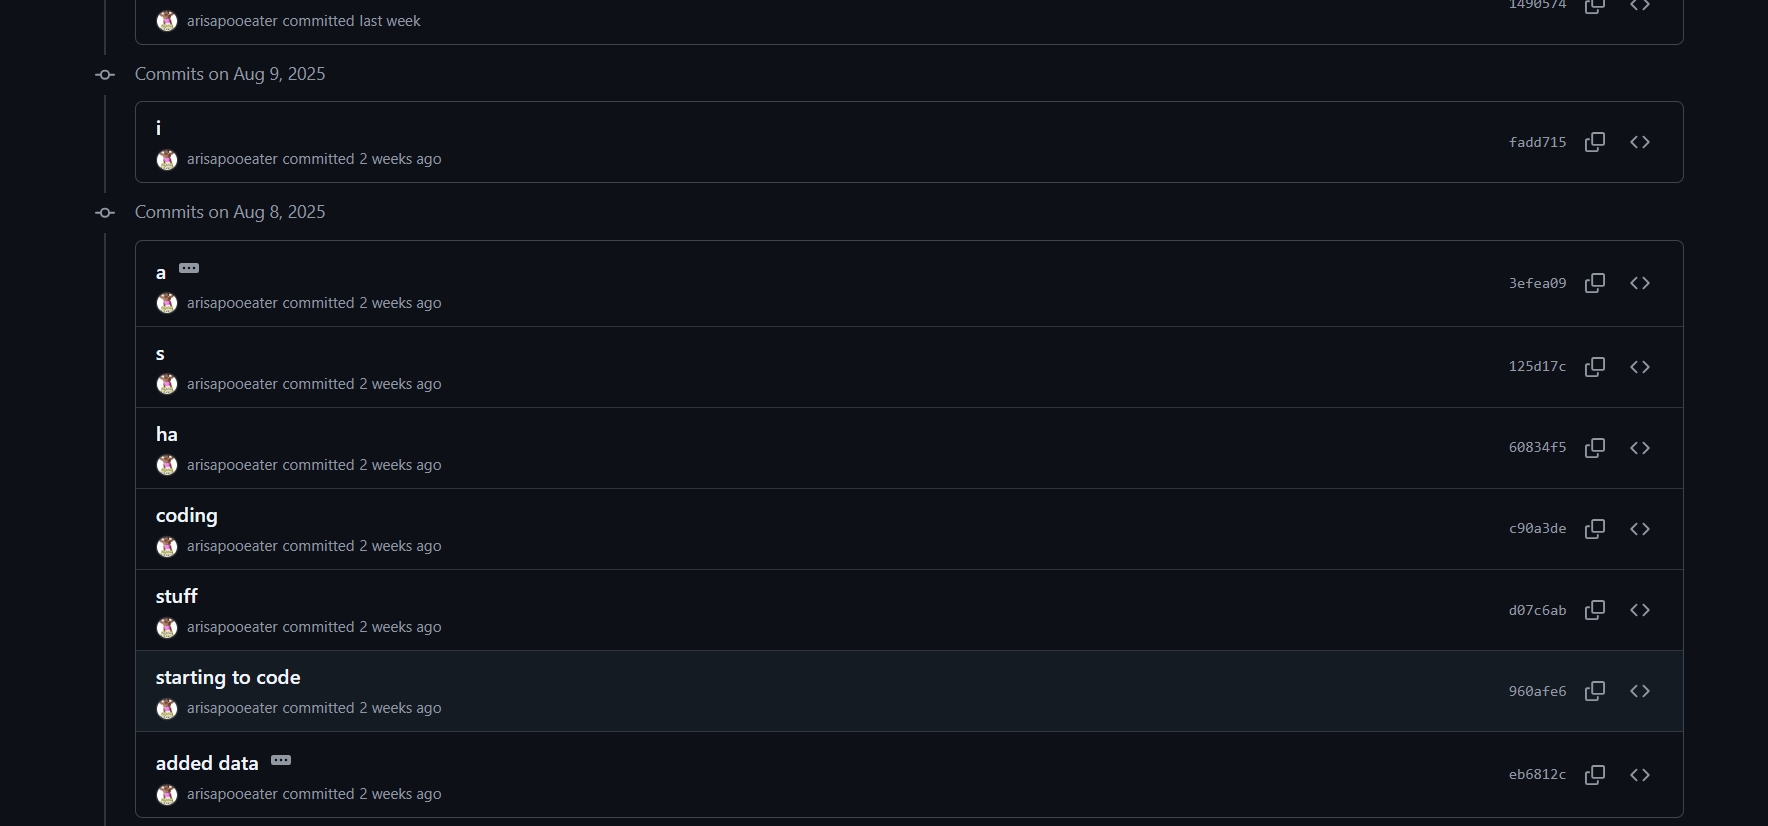 arisapooeater committed last week
1490574
Commits on Aug 9, 2025
i
arisapooeater committed 2 weeks ago
fadd715
Commits on Aug 8, 2025
a
arisapooeater committed 2 weeks ago
3efea09
s
arisapooeater committed 2 weeks ago
125d17c
ha
arisapooeater committed 2 weeks ago
60834f5
coding
arisapooeater committed 2 weeks ago
c90a3de
stuff
arisapooeater committed 2 weeks ago
d07c6ab
starting to code
arisapooeater committed 2 weeks ago
960afe6
added data
arisapooeater committed 2 weeks ago
eb6812c